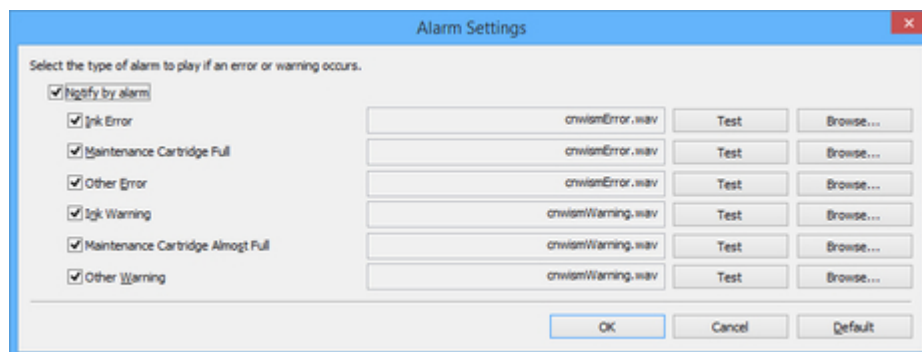 Alarm Settings
Select the type of alarm to play if an error or warning occurs.
Notify by alarm
Ink Error cnwismError.wav Test Browse...
Maintenance Cartridge Full cnwismError.wav Test Browse...
Other Error cnwismError.wav Test Browse...
Ink Warning cnwismWarning.wav Test Browse...
Maintenance Cartridge Almost Full cnwismWarning.wav Test Browse...
Other Warning cnwismWarning.wav Test Browse...
OK Cancel Default